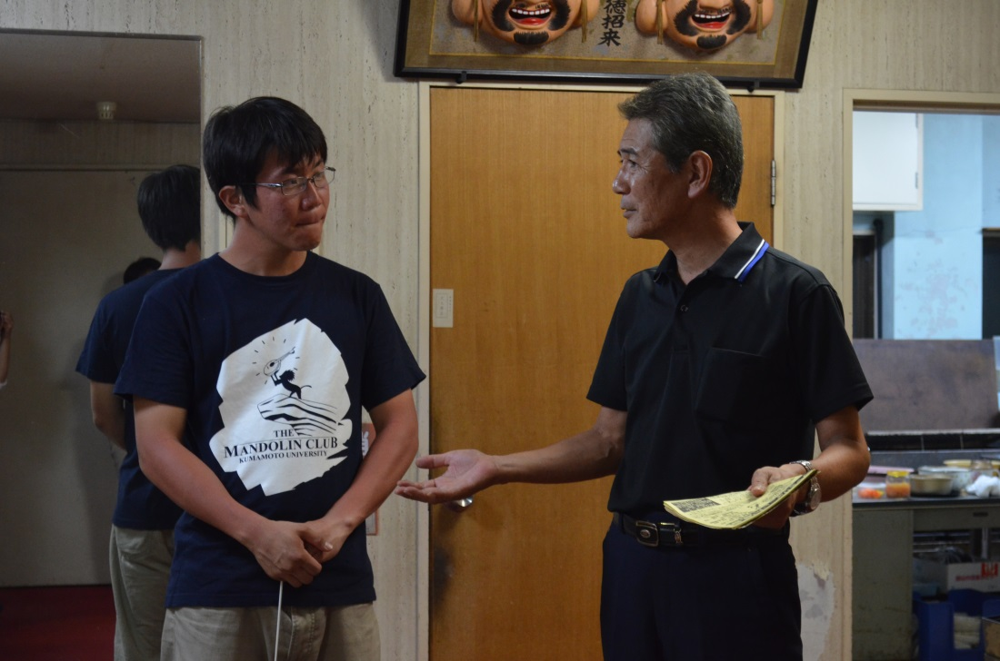 徳招来
THE
MANDOLIN CLUB
KUMAMOTO UNIVERSITY